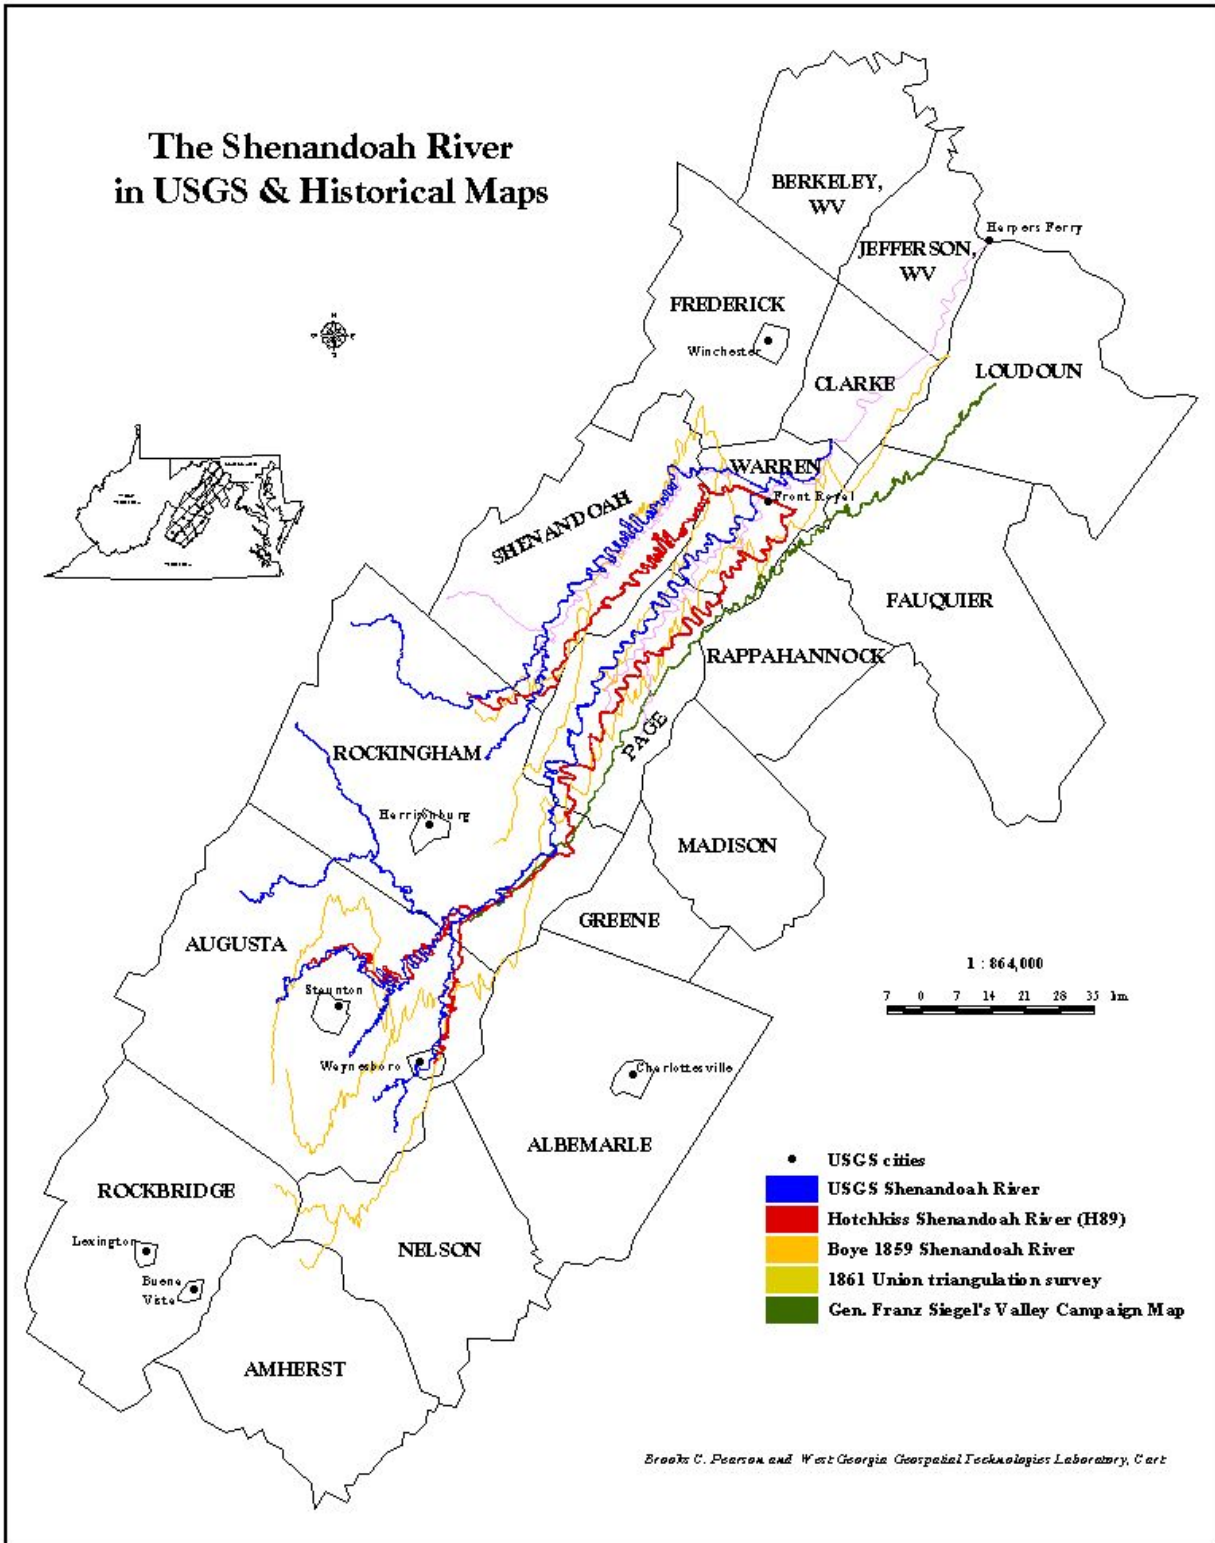 The Shenandoah River
in USGS & Historical Maps
BERKELEY,
WV
Harpers Ferry
JEFFERSON,
WV
FREDERICK
Winchester
CLARKE
LOUDOUN
WARREN
Front Royal
SHENANDOAH
FAUQUIER
RAPPAHANNOCK
PAGE
ROCKINGHAM
Harrisonburg
MADISON
GREENE
AUGUSTA
1 : 864,000
7 0 7 14 21 28 35 km
Staunton
Waynesboro
Charlottesville
ALBEMARLE
USGS cities
USGS Shenandoah River
Hotchkiss Shenandoah River (H89)
Boye 1859 Shenandoah River
1861 Union triangulation survey
Gen. Franz Siegel's Valley Campaign Map
ROCKBRIDGE
Lexington
NELSON
Buena
Vista
AMHERST
Brooks C. Pearson and West Georgia Geospatial Technologies Laboratory, Cart